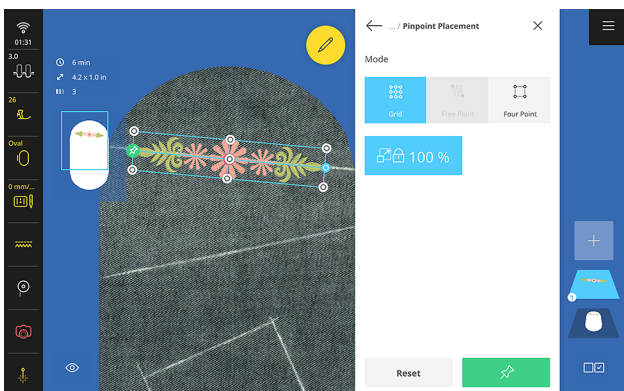 01:31
3.0
26
Oval
0 mm/...
6 min
4.2 x 1.0 in
3
... / Pinpoint Placement
Mode
Grid
Free Point
Four Point
100 %
Reset
1